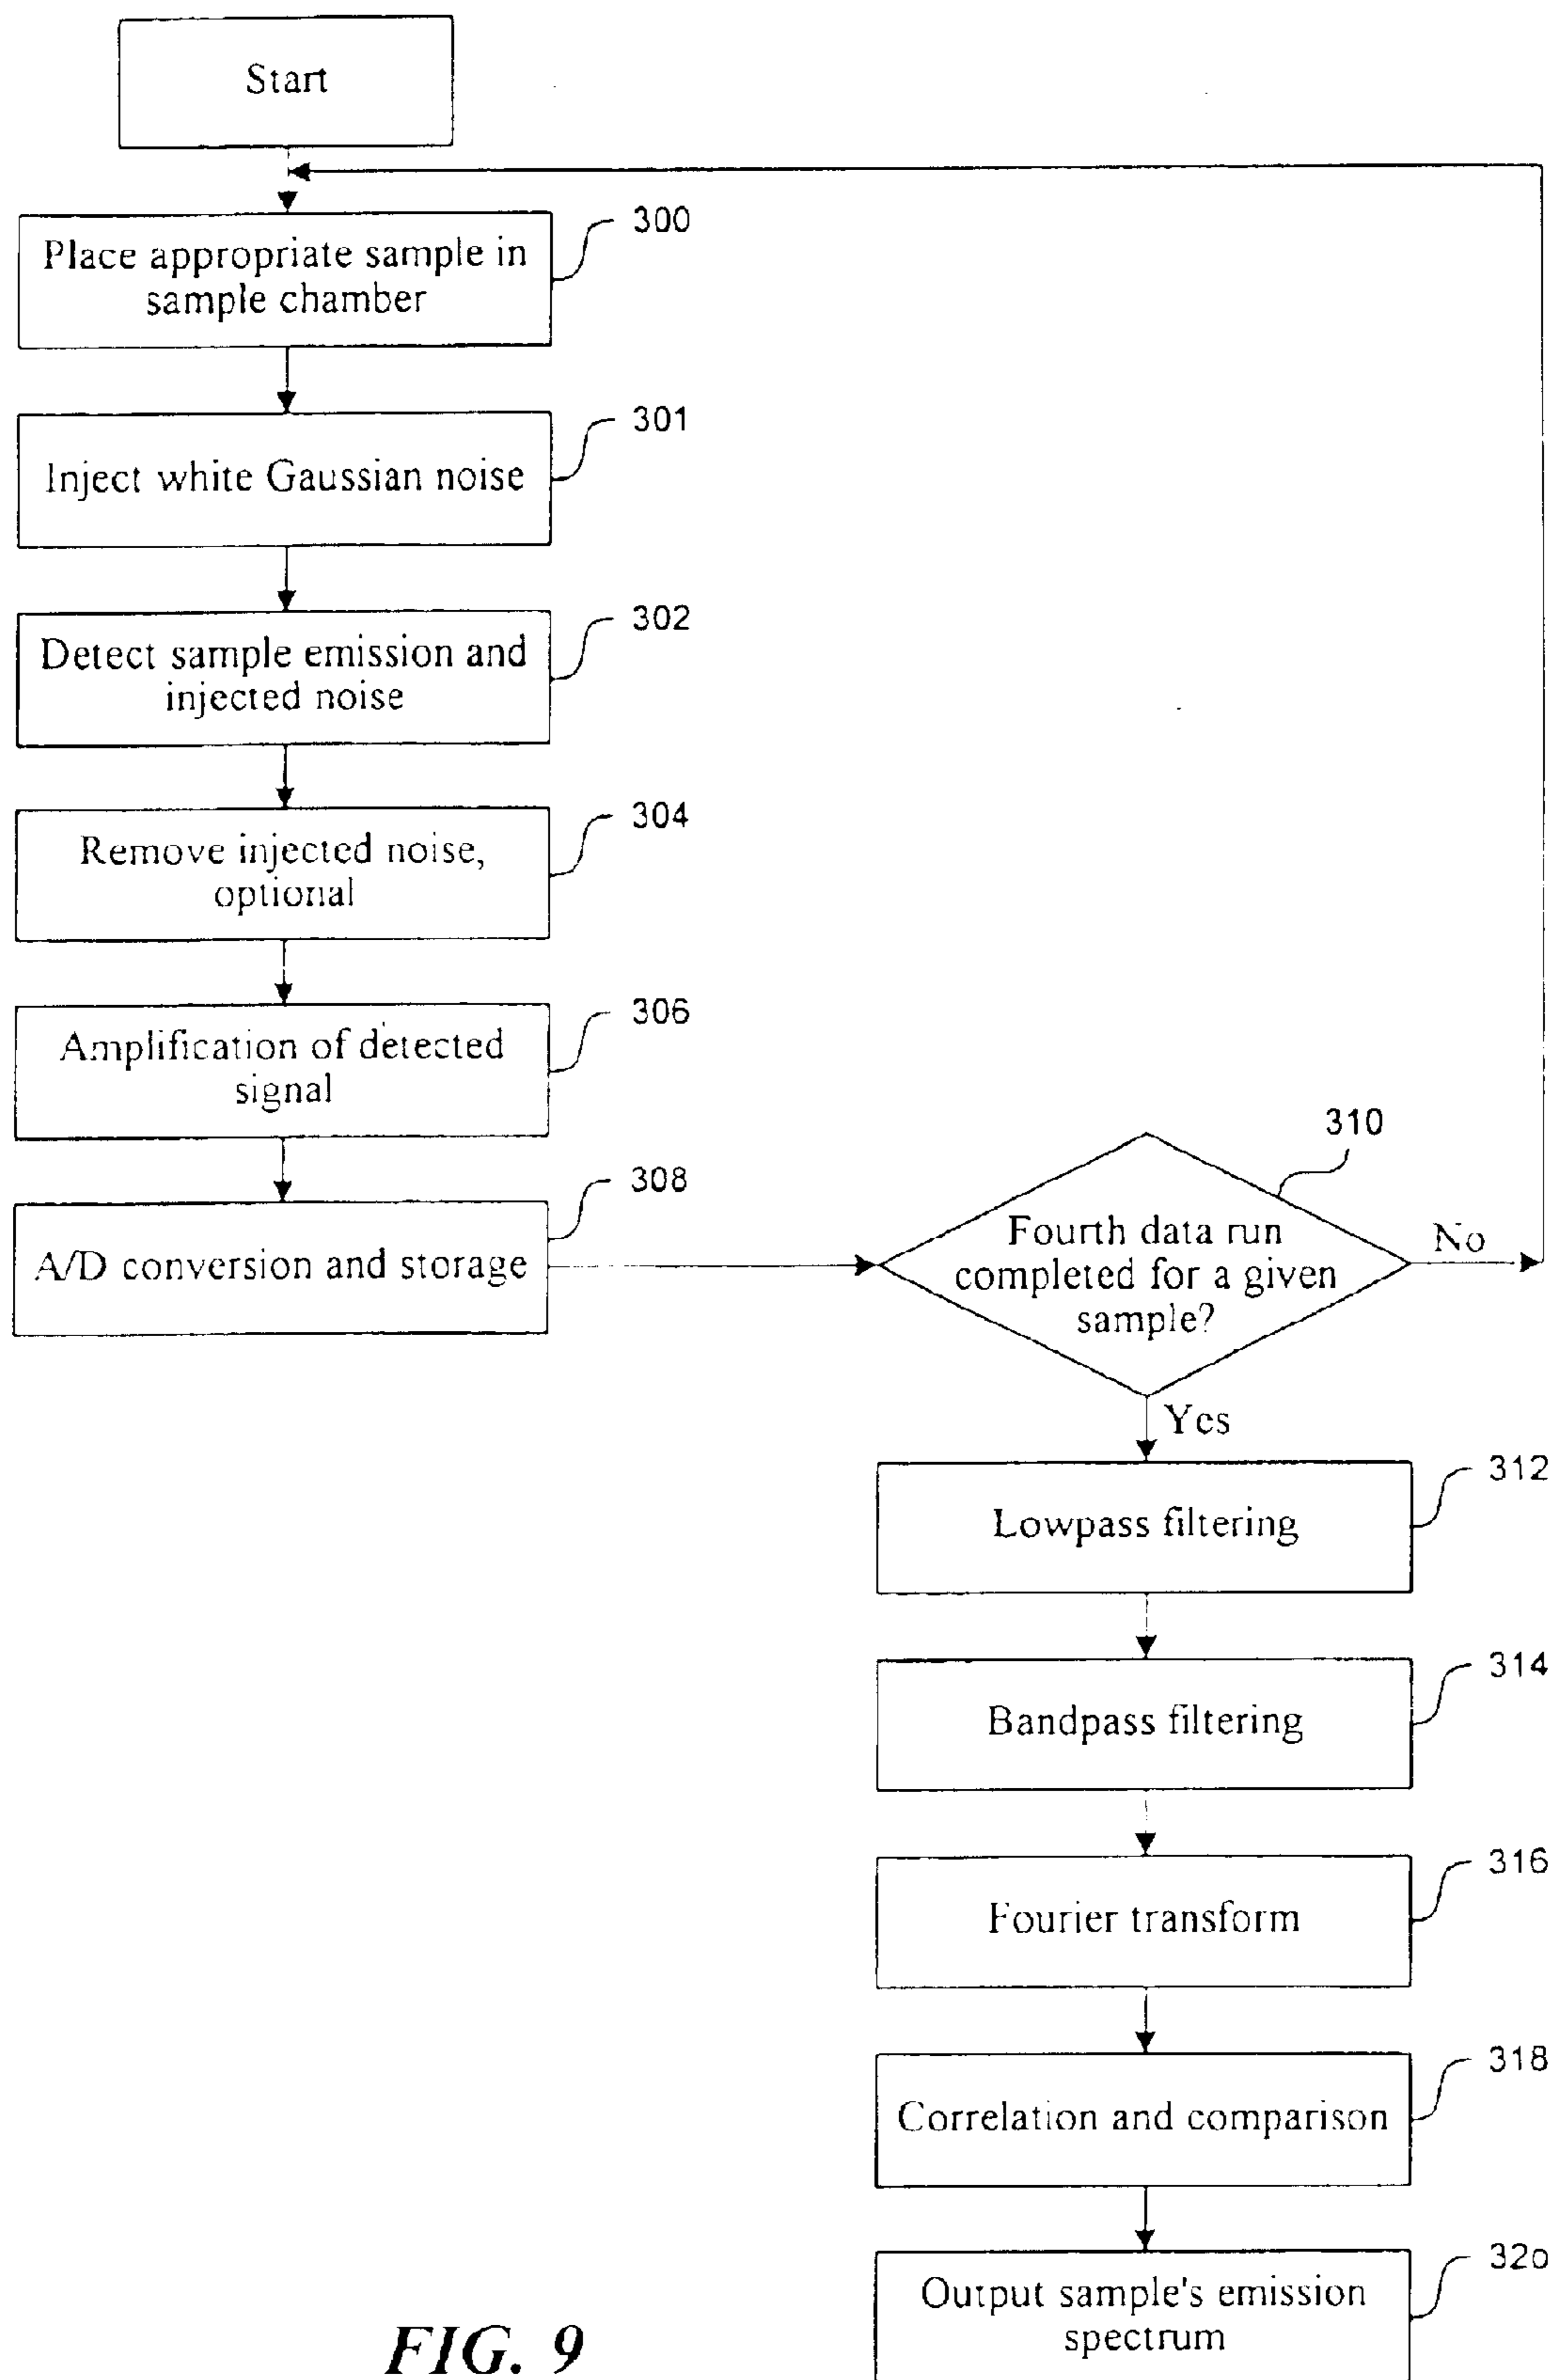 Start
300
Place appropriate sample in
sample chamber
301
Inject white Gaussian noise
302
Detect sample emission and
injected noise
304
Remove injected noise,
optional
306
Amplification of detected
signal
308
A/D conversion and storage
310
Fourth data run
completed for a given
sample?
No
Yes
312
Lowpass filtering
314
Bandpass filtering
316
Fourier transform
318
Correlation and comparison
320
Output sample's emission
spectrum
FIG. 9